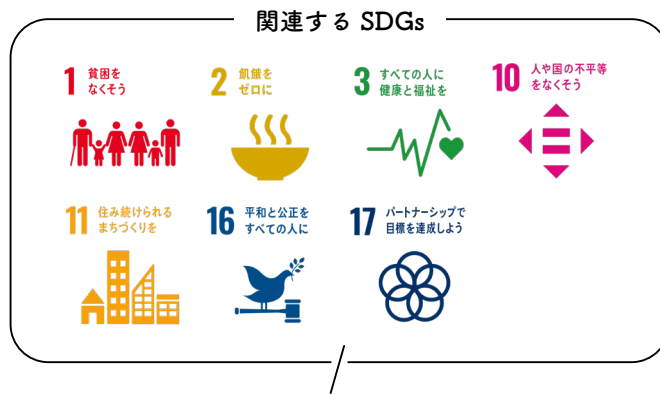 関連する SDGs
1 貧困を
なくそう
2 飢餓を
ゼロに
3 すべての人に
健康と福祉を
10 人や国の不平等
をなくそう
11 住み続けられる
まちづくりを
16 平和と公正を
すべての人に
17 パートナーシップで
目標を達成しよう